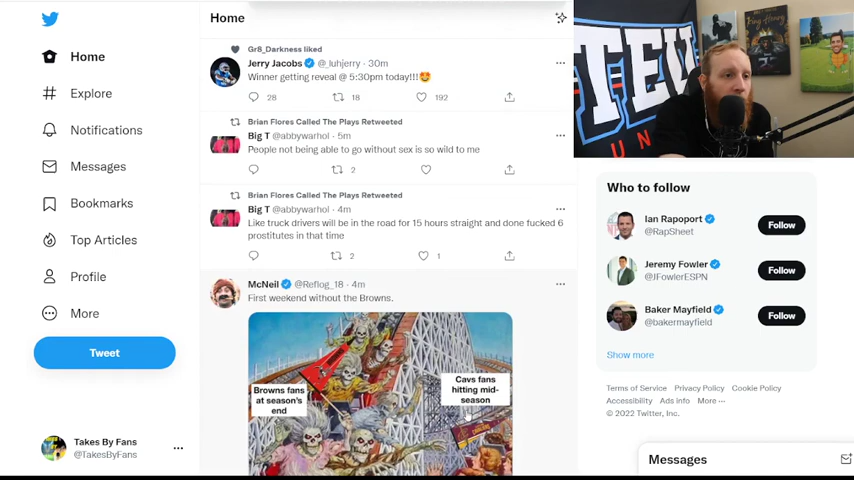 Home
Explore
Notifications
Messages
Bookmarks
Top Articles
Profile
More
Tweet
Takes By Fans
@TakesByFans
Home
Gr8_Darkness liked
Jerry Jacobs @_luhjerry · 30m
Winner getting reveal @ 5:30pm today!!!🤩
28 18 192
Brian Flores Called The Plays Retweeted
Big T @abbywarhol · 5m
People not being able to go without sex is so wild to me
2
Brian Flores Called The Plays Retweeted
Big T @abbywarhol · 4m
Like truck drivers will be in the road for 15 hours straight and done fucked 6
prostitutes in that time
2 1
McNeil @Reflog_18 · 4m
First weekend without the Browns.
Browns fans
at season's
end
Cavs fans
hitting mid-
season
King Henry
Who to follow
Ian Rapoport
@RapSheet
Follow
Jeremy Fowler
@JFowlerESPN
Follow
Baker Mayfield
@bakermayfield
Follow
Show more
Terms of Service Privacy Policy Cookie Policy
Accessibility Ads info More ···
© 2022 Twitter, Inc.
Messages